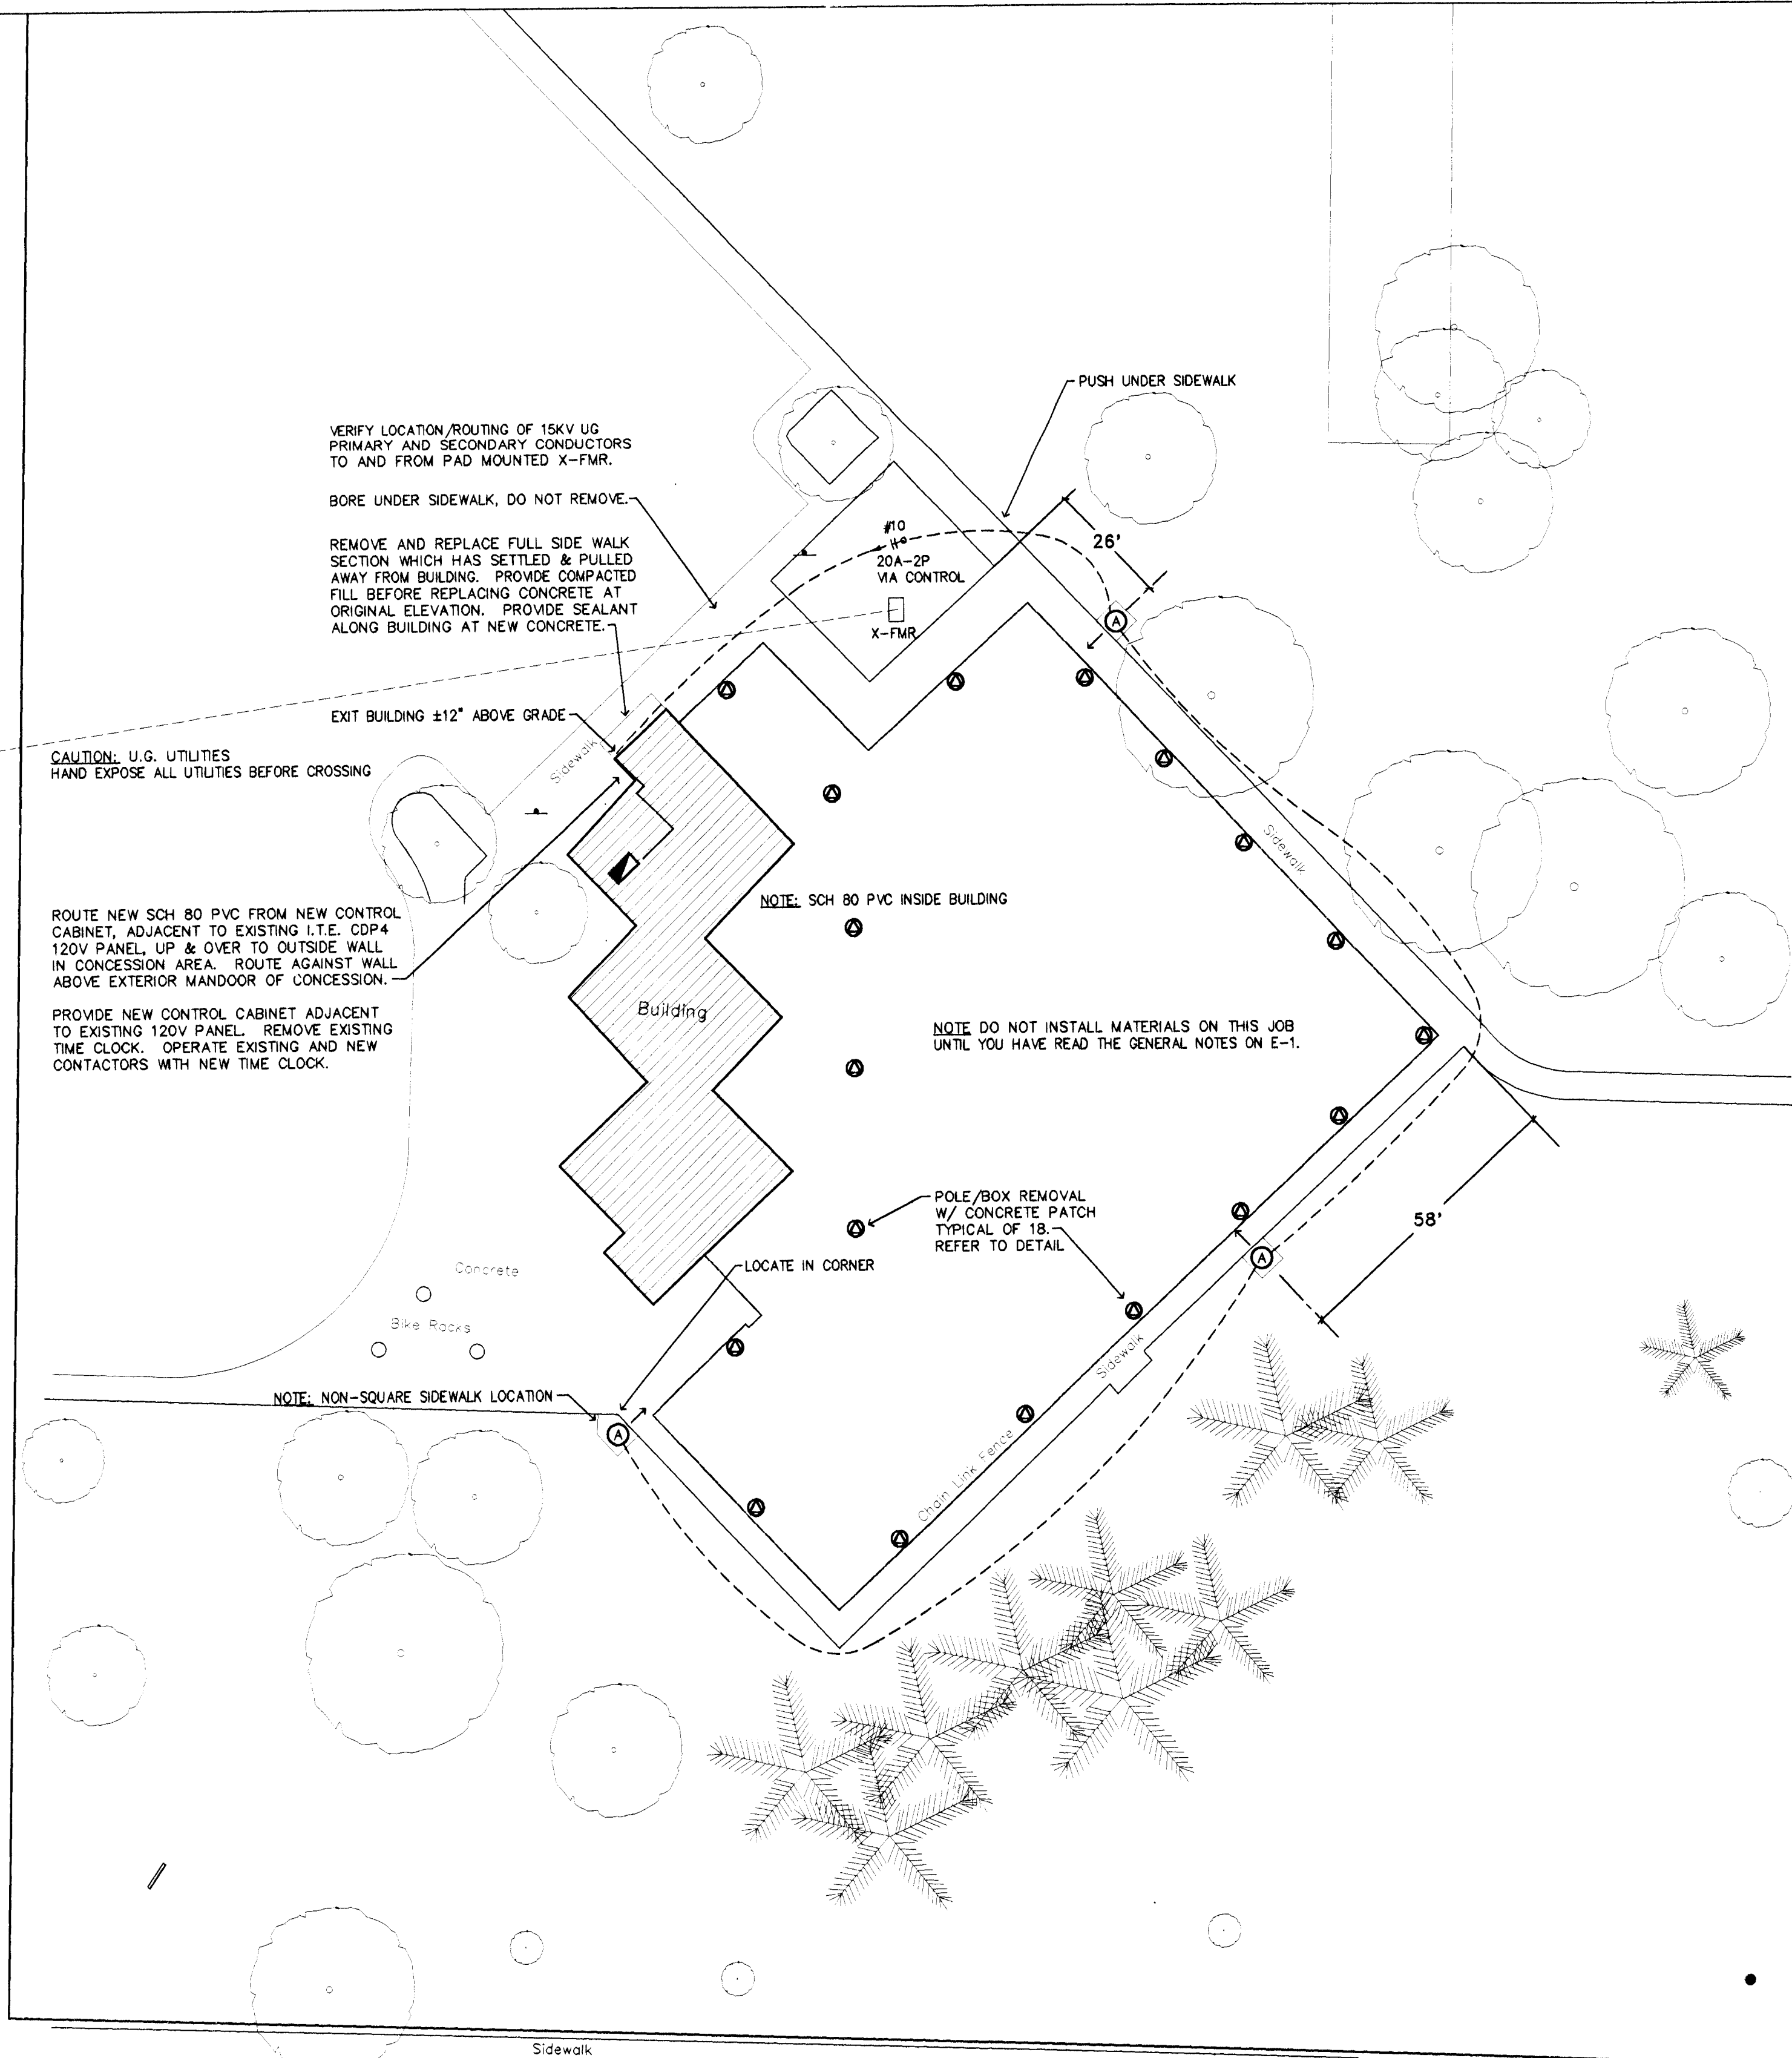 PUSH UNDER SIDEWALK
VERIFY LOCATION/ROUTING OF 15KV UG
PRIMARY AND SECONDARY CONDUCTORS
TO AND FROM PAD MOUNTED X-FMR.
BORE UNDER SIDEWALK, DO NOT REMOVE.
REMOVE AND REPLACE FULL SIDE WALK
SECTION WHICH HAS SETTLED & PULLED
AWAY FROM BUILDING. PROVIDE COMPACTED
FILL BEFORE REPLACING CONCRETE AT
ORIGINAL ELEVATION. PROVIDE SEALANT
ALONG BUILDING AT NEW CONCRETE.
#10
20A-2P
VIA CONTROL
26'
X-FMR
A
EXIT BUILDING ±12" ABOVE GRADE
Sidewalk
CAUTION: U.G. UTILITIES
HAND EXPOSE ALL UTILITIES BEFORE CROSSING
Sidewalk
NOTE: SCH 80 PVC INSIDE BUILDING
ROUTE NEW SCH 80 PVC FROM NEW CONTROL
CABINET, ADJACENT TO EXISTING I.T.E. CDP4
120V PANEL, UP & OVER TO OUTSIDE WALL
IN CONCESSION AREA. ROUTE AGAINST WALL
ABOVE EXTERIOR MANDOOR OF CONCESSION.
Building
PROVIDE NEW CONTROL CABINET ADJACENT
TO EXISTING 120V PANEL. REMOVE EXISTING
TIME CLOCK. OPERATE EXISTING AND NEW
CONTACTORS WITH NEW TIME CLOCK.
NOTE DO NOT INSTALL MATERIALS ON THIS JOB
UNTIL YOU HAVE READ THE GENERAL NOTES ON E-1.
POLE/BOX REMOVAL
W/ CONCRETE PATCH
TYPICAL OF 18.
REFER TO DETAIL
58'
A
LOCATE IN CORNER
Concrete
Bike Racks
Sidewalk
NOTE: NON-SQUARE SIDEWALK LOCATION
A
Chain Link Fence
Sidewalk